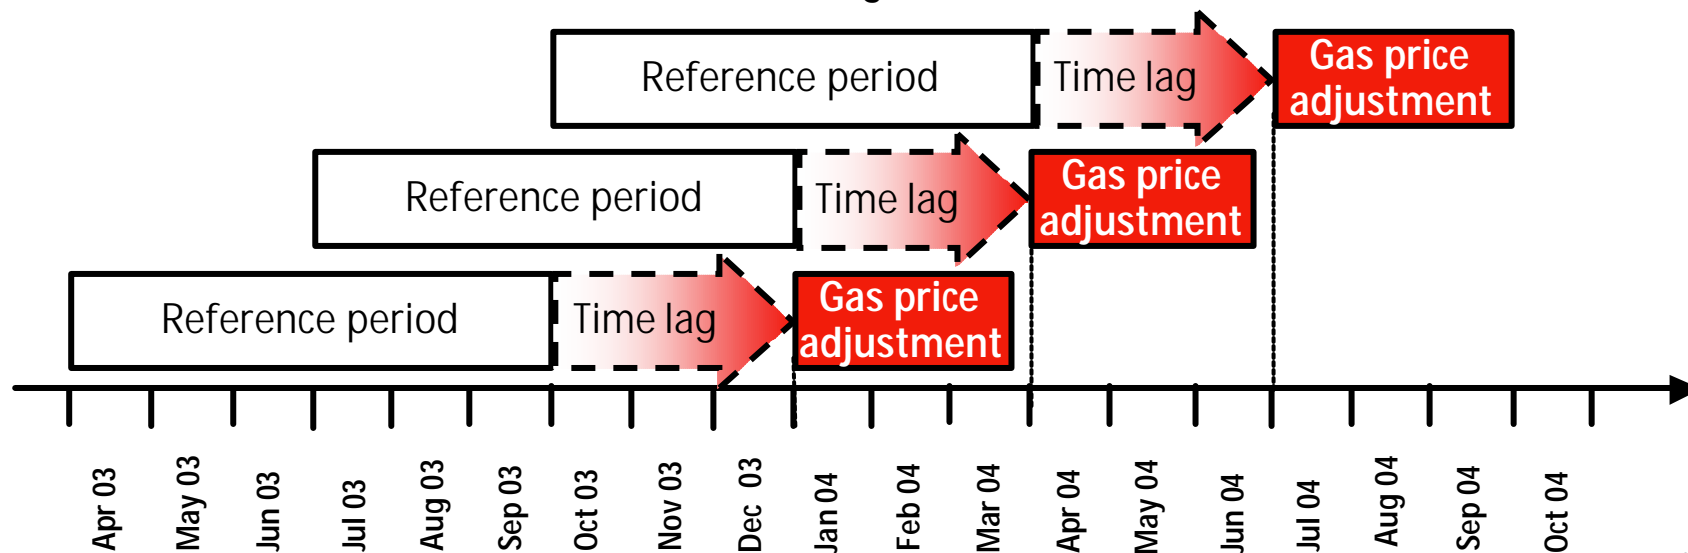 Reference period
Time lag
Gas price
adjustment
Reference period
Time lag
Gas price
adjustment
Reference period
Time lag
Gas price
adjustment
Apr 03
May 03
Jun 03
Jul 03
Aug 03
Sep 03
Oct 03
Nov 03
Dec 03
Jan 04
Feb 04
Mar 04
Apr 04
May 04
Jun 04
Jul 04
Aug 04
Sep 04
Oct 04